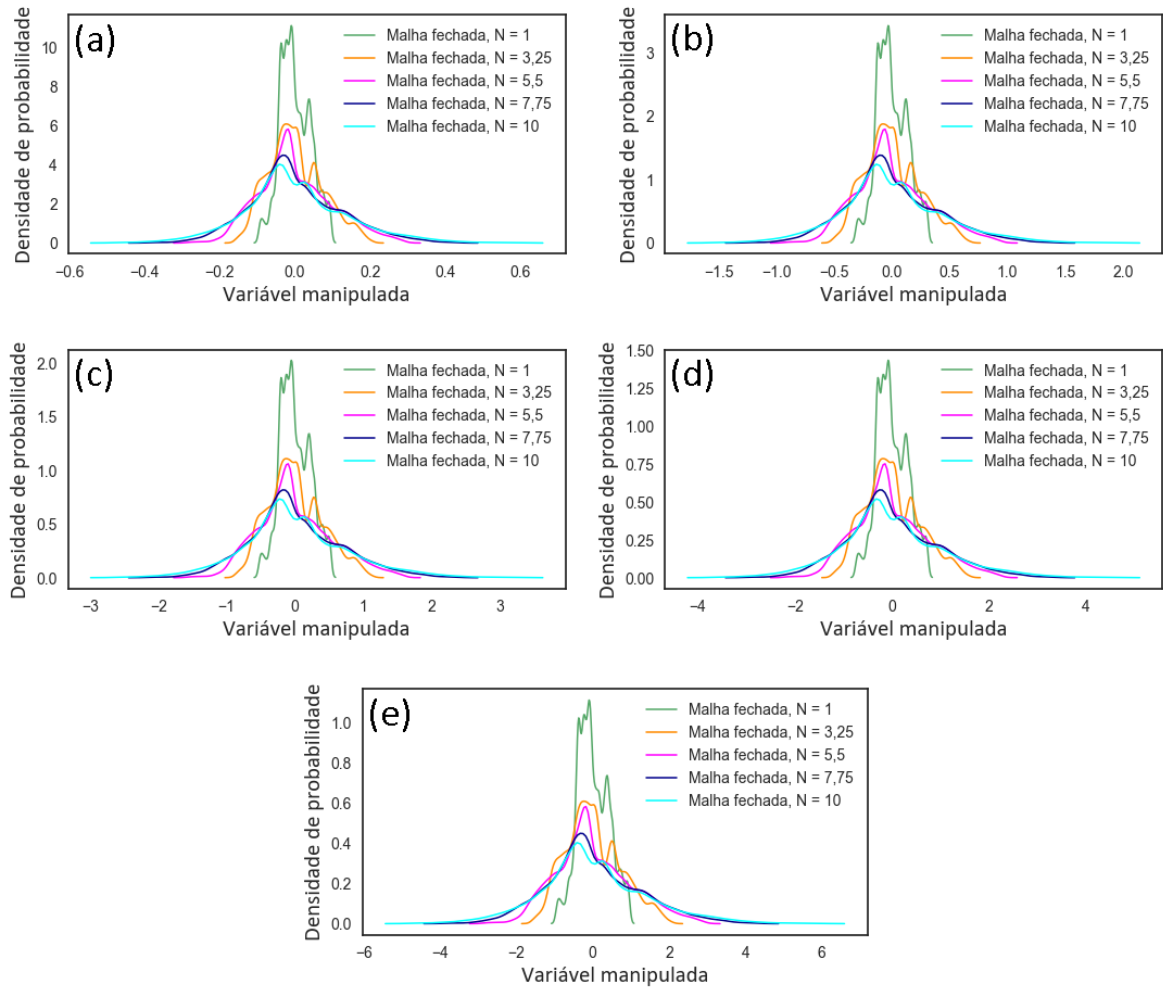 (a)
Densidade de probabilidade
10
8
6
4
2
0
−0.6
−0.4
−0.2
0.0
0.2
0.4
0.6
Variável manipulada
Malha fechada, N = 1
Malha fechada, N = 3,25
Malha fechada, N = 5,5
Malha fechada, N = 7,75
Malha fechada, N = 10
(b)
Densidade de probabilidade
3
2
1
0
−1.5
−1.0
−0.5
0.0
0.5
1.0
1.5
2.0
Variável manipulada
Malha fechada, N = 1
Malha fechada, N = 3,25
Malha fechada, N = 5,5
Malha fechada, N = 7,75
Malha fechada, N = 10
(c)
Densidade de probabilidade
2.0
1.5
1.0
0.5
0.0
−3
−2
−1
0
1
2
3
Variável manipulada
Malha fechada, N = 1
Malha fechada, N = 3,25
Malha fechada, N = 5,5
Malha fechada, N = 7,75
Malha fechada, N = 10
(d)
Densidade de probabilidade
1.50
1.25
1.00
0.75
0.50
0.25
0.00
−4
−2
0
2
4
Variável manipulada
Malha fechada, N = 1
Malha fechada, N = 3,25
Malha fechada, N = 5,5
Malha fechada, N = 7,75
Malha fechada, N = 10
(e)
Densidade de probabilidade
1.0
0.8
0.6
0.4
0.2
0.0
−6
−4
−2
0
2
4
6
Variável manipulada
Malha fechada, N = 1
Malha fechada, N = 3,25
Malha fechada, N = 5,5
Malha fechada, N = 7,75
Malha fechada, N = 10